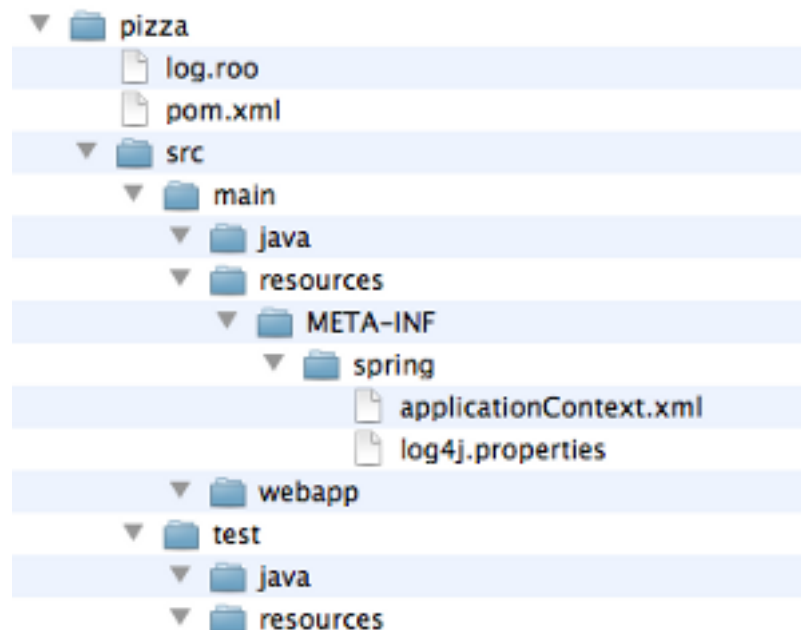 pizza
log.roo
pom.xml
src
main
java
resources
META-INF
spring
applicationContext.xml
log4j.properties
webapp
test
java
resources